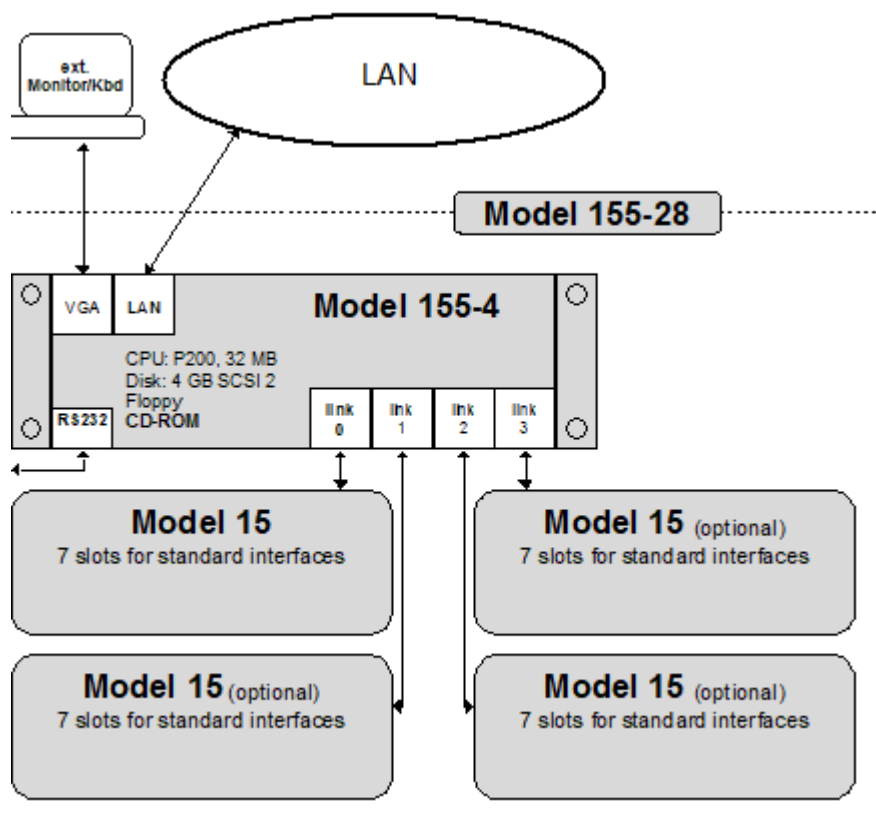 ext.
Monitor/Kbd
LAN
Model 155-28
VGA
LAN
Model 155-4
CPU: P200, 32 MB
Disk: 4 GB SCSI 2
Floppy
CD-ROM
RS232
link
0
link
1
link
2
link
3
Model 15
7 slots for standard interfaces
Model 15 (optional)
7 slots for standard interfaces
Model 15 (optional)
7 slots for standard interfaces
Model 15 (optional)
7 slots for standard interfaces